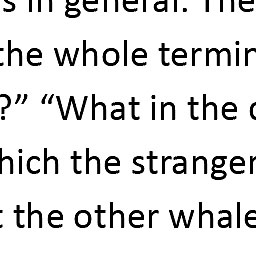 s in general. The
the whole termin
?” “What in the
hich the stranger
t the other whale